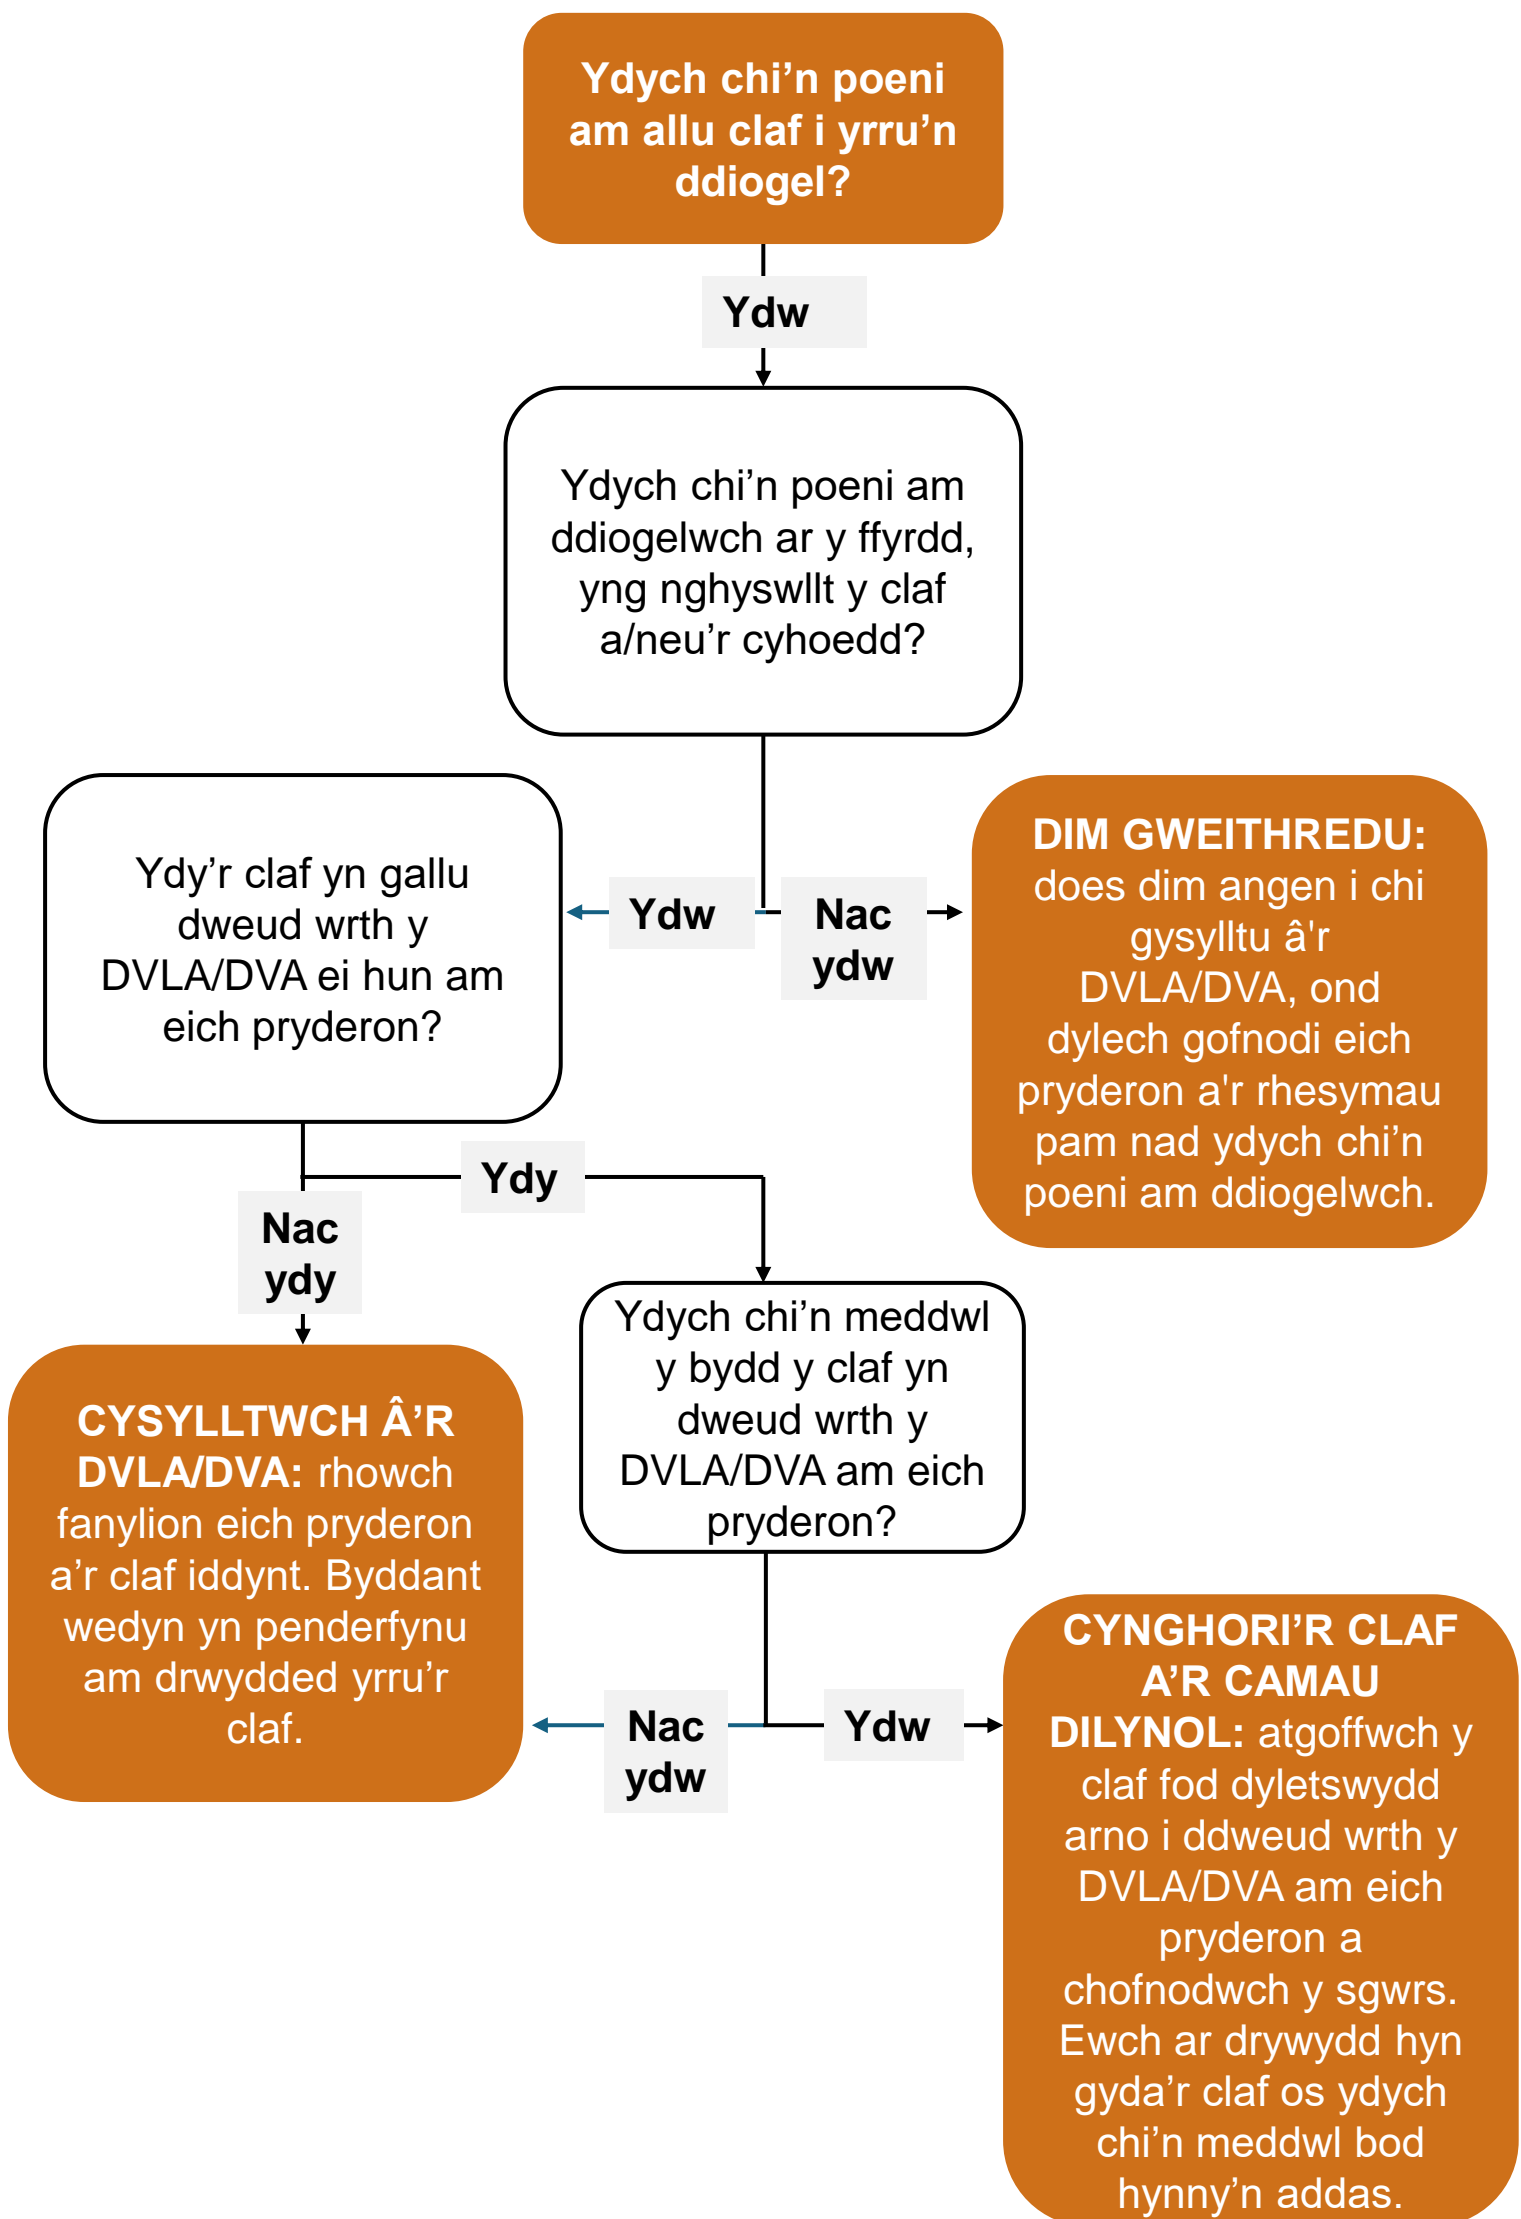 Ydych chi’n poeni
am allu claf i yrru’n
ddiogel?
Ydw
Ydych chi’n poeni am
ddiogelwch ar y ffyrdd,
yng nghyswllt y claf
a/neu’r cyhoedd?
Ydw
Nac
ydw
Ydy’r claf yn gallu
dweud wrth y
DVLA/DVA ei hun am
eich pryderon?
DIM GWEITHREDU:
does dim angen i chi
gysylltu â'r
DVLA/DVA, ond
dylech gofnodi eich
pryderon a'r rhesymau
pam nad ydych chi’n
poeni am ddiogelwch.
Ydy
Nac
ydy
Ydych chi’n meddwl
y bydd y claf yn
dweud wrth y
DVLA/DVA am eich
pryderon?
CYSYLLTWCH Â’R
DVLA/DVA: rhowch
fanylion eich pryderon
a’r claf iddynt. Byddant
wedyn yn penderfynu
am drwydded yrru’r
claf.
Nac
ydw
Ydw
CYNGHORI’R CLAF
A’R CAMAU
DILYNOL: atgoffwch y
claf fod dyletswydd
arno i ddweud wrth y
DVLA/DVA am eich
pryderon a
chofnodwch y sgwrs.
Ewch ar drywydd hyn
gyda’r claf os ydych
chi’n meddwl bod
hynny’n addas.